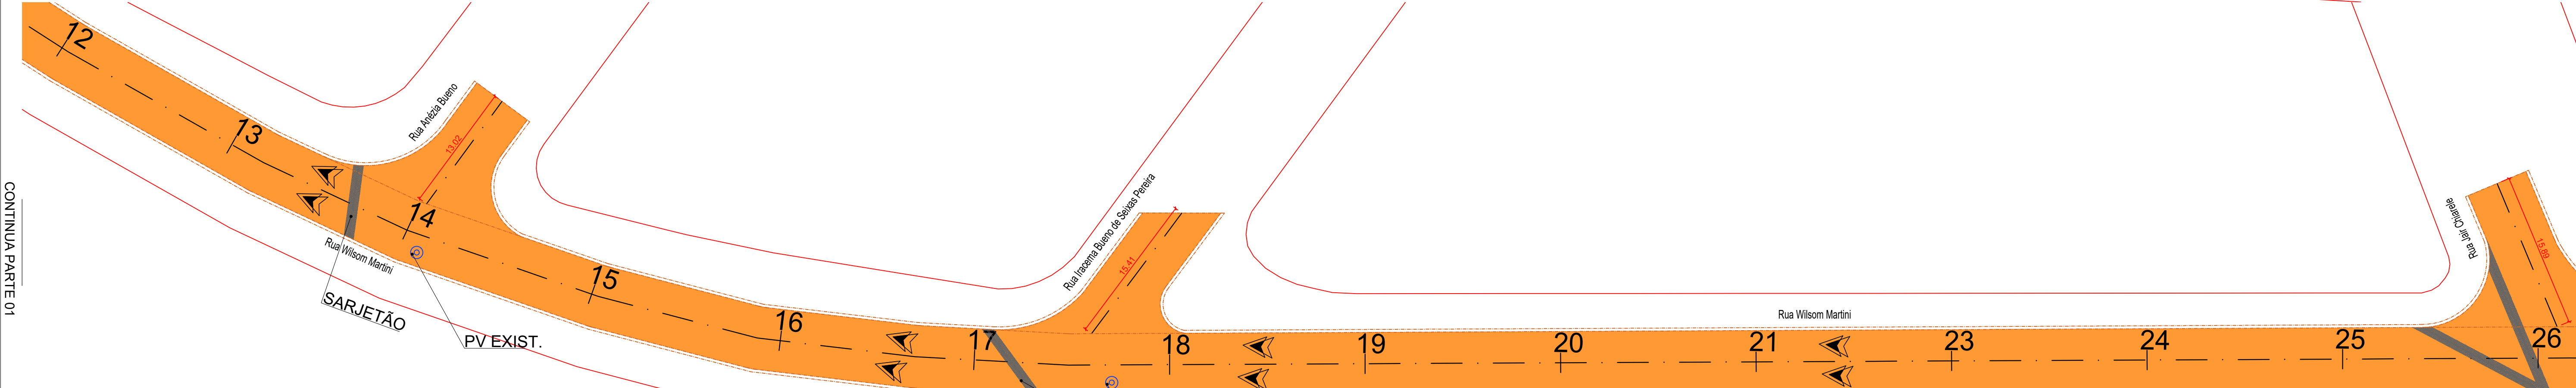 CONTINUA PARTE 01
12
13
Rua Anézia Bueno
13.02
14
Rua Wilsom Martini
SARJETÃO
PV EXIST.
15
16
17
Rua Iracema Bueno de Seixas Pereira
15.41
18
19
20
Rua Wilsom Martini
21
23
24
25
Rua Jair Chiarele
15.89
26